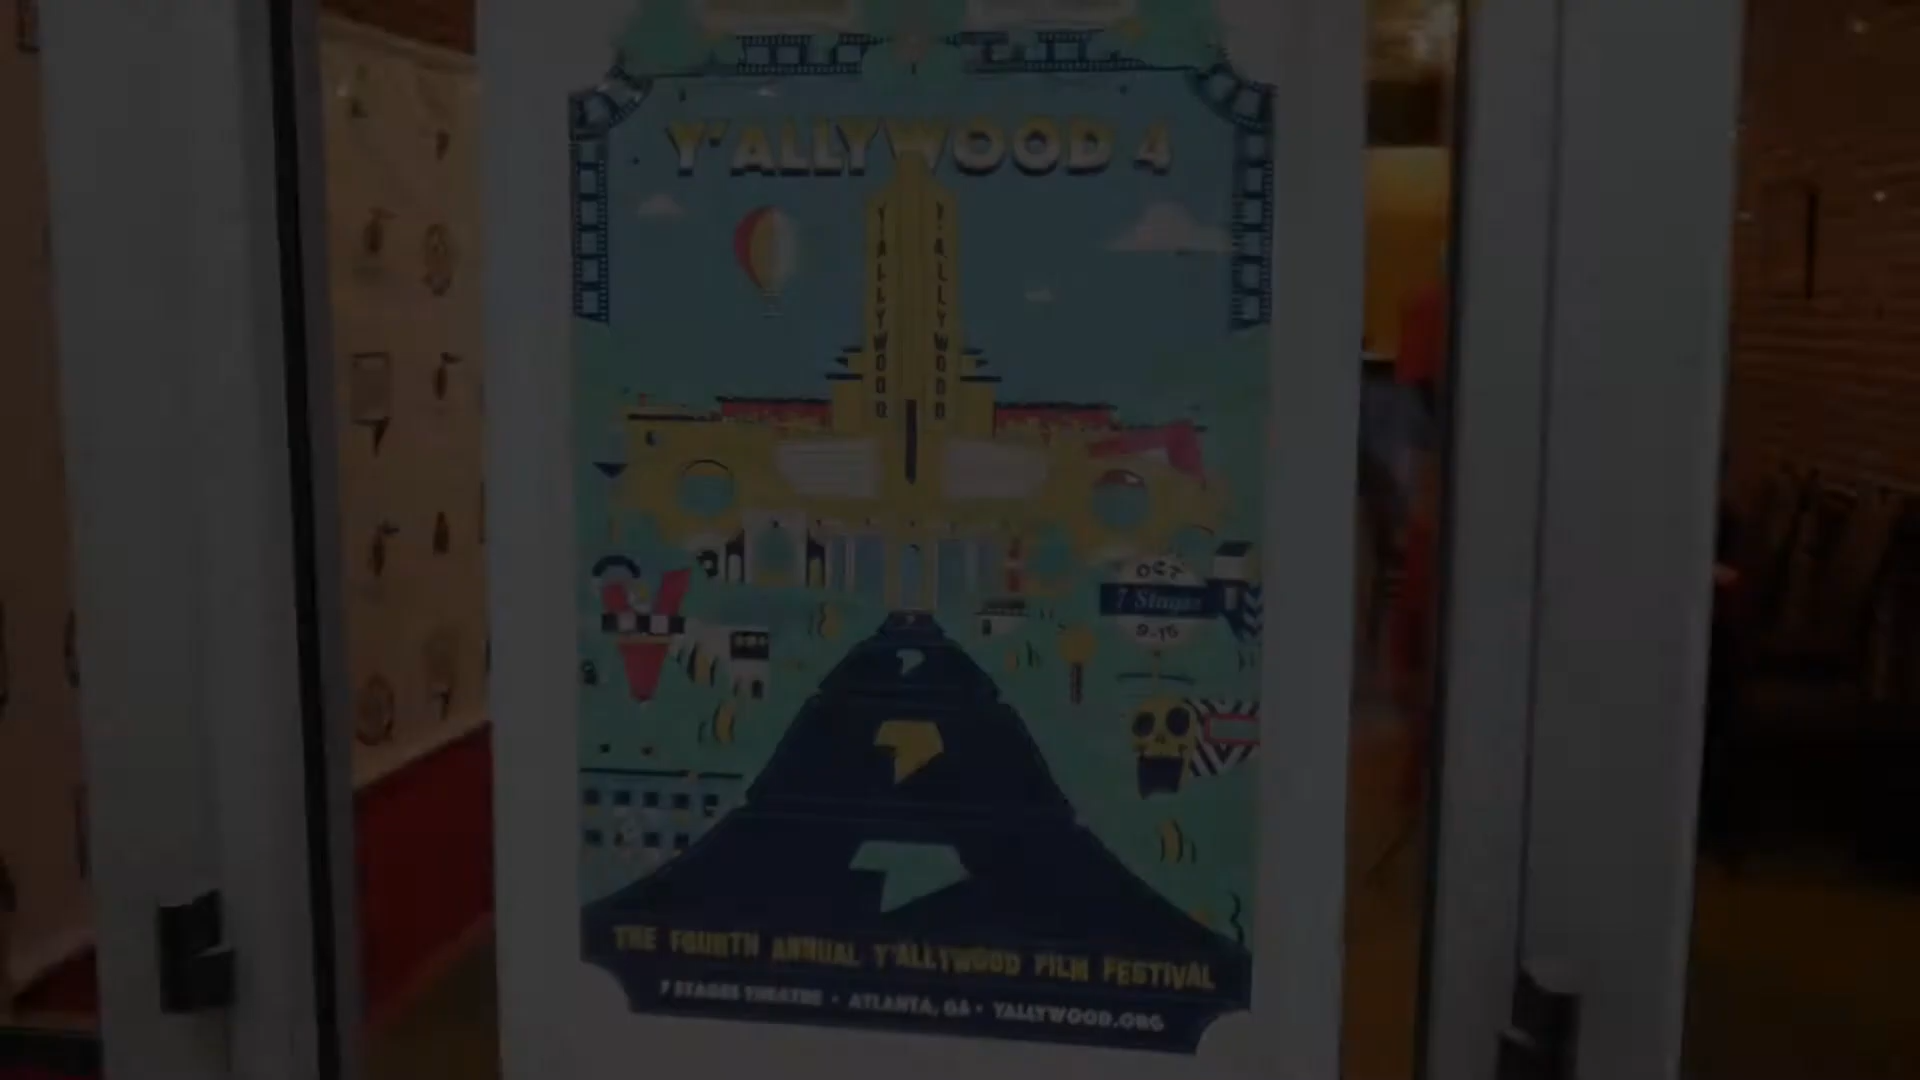 Y'ALLYWOOD 4
Y'ALLYWOOD
Y'ALLYWOOD
OCT
7 Stages
9-15
THE FOURTH ANNUAL Y'ALLYWOOD FILM FESTIVAL
7 STAGES THEATRE • ATLANTA, GA • YALLYWOOD.ORG